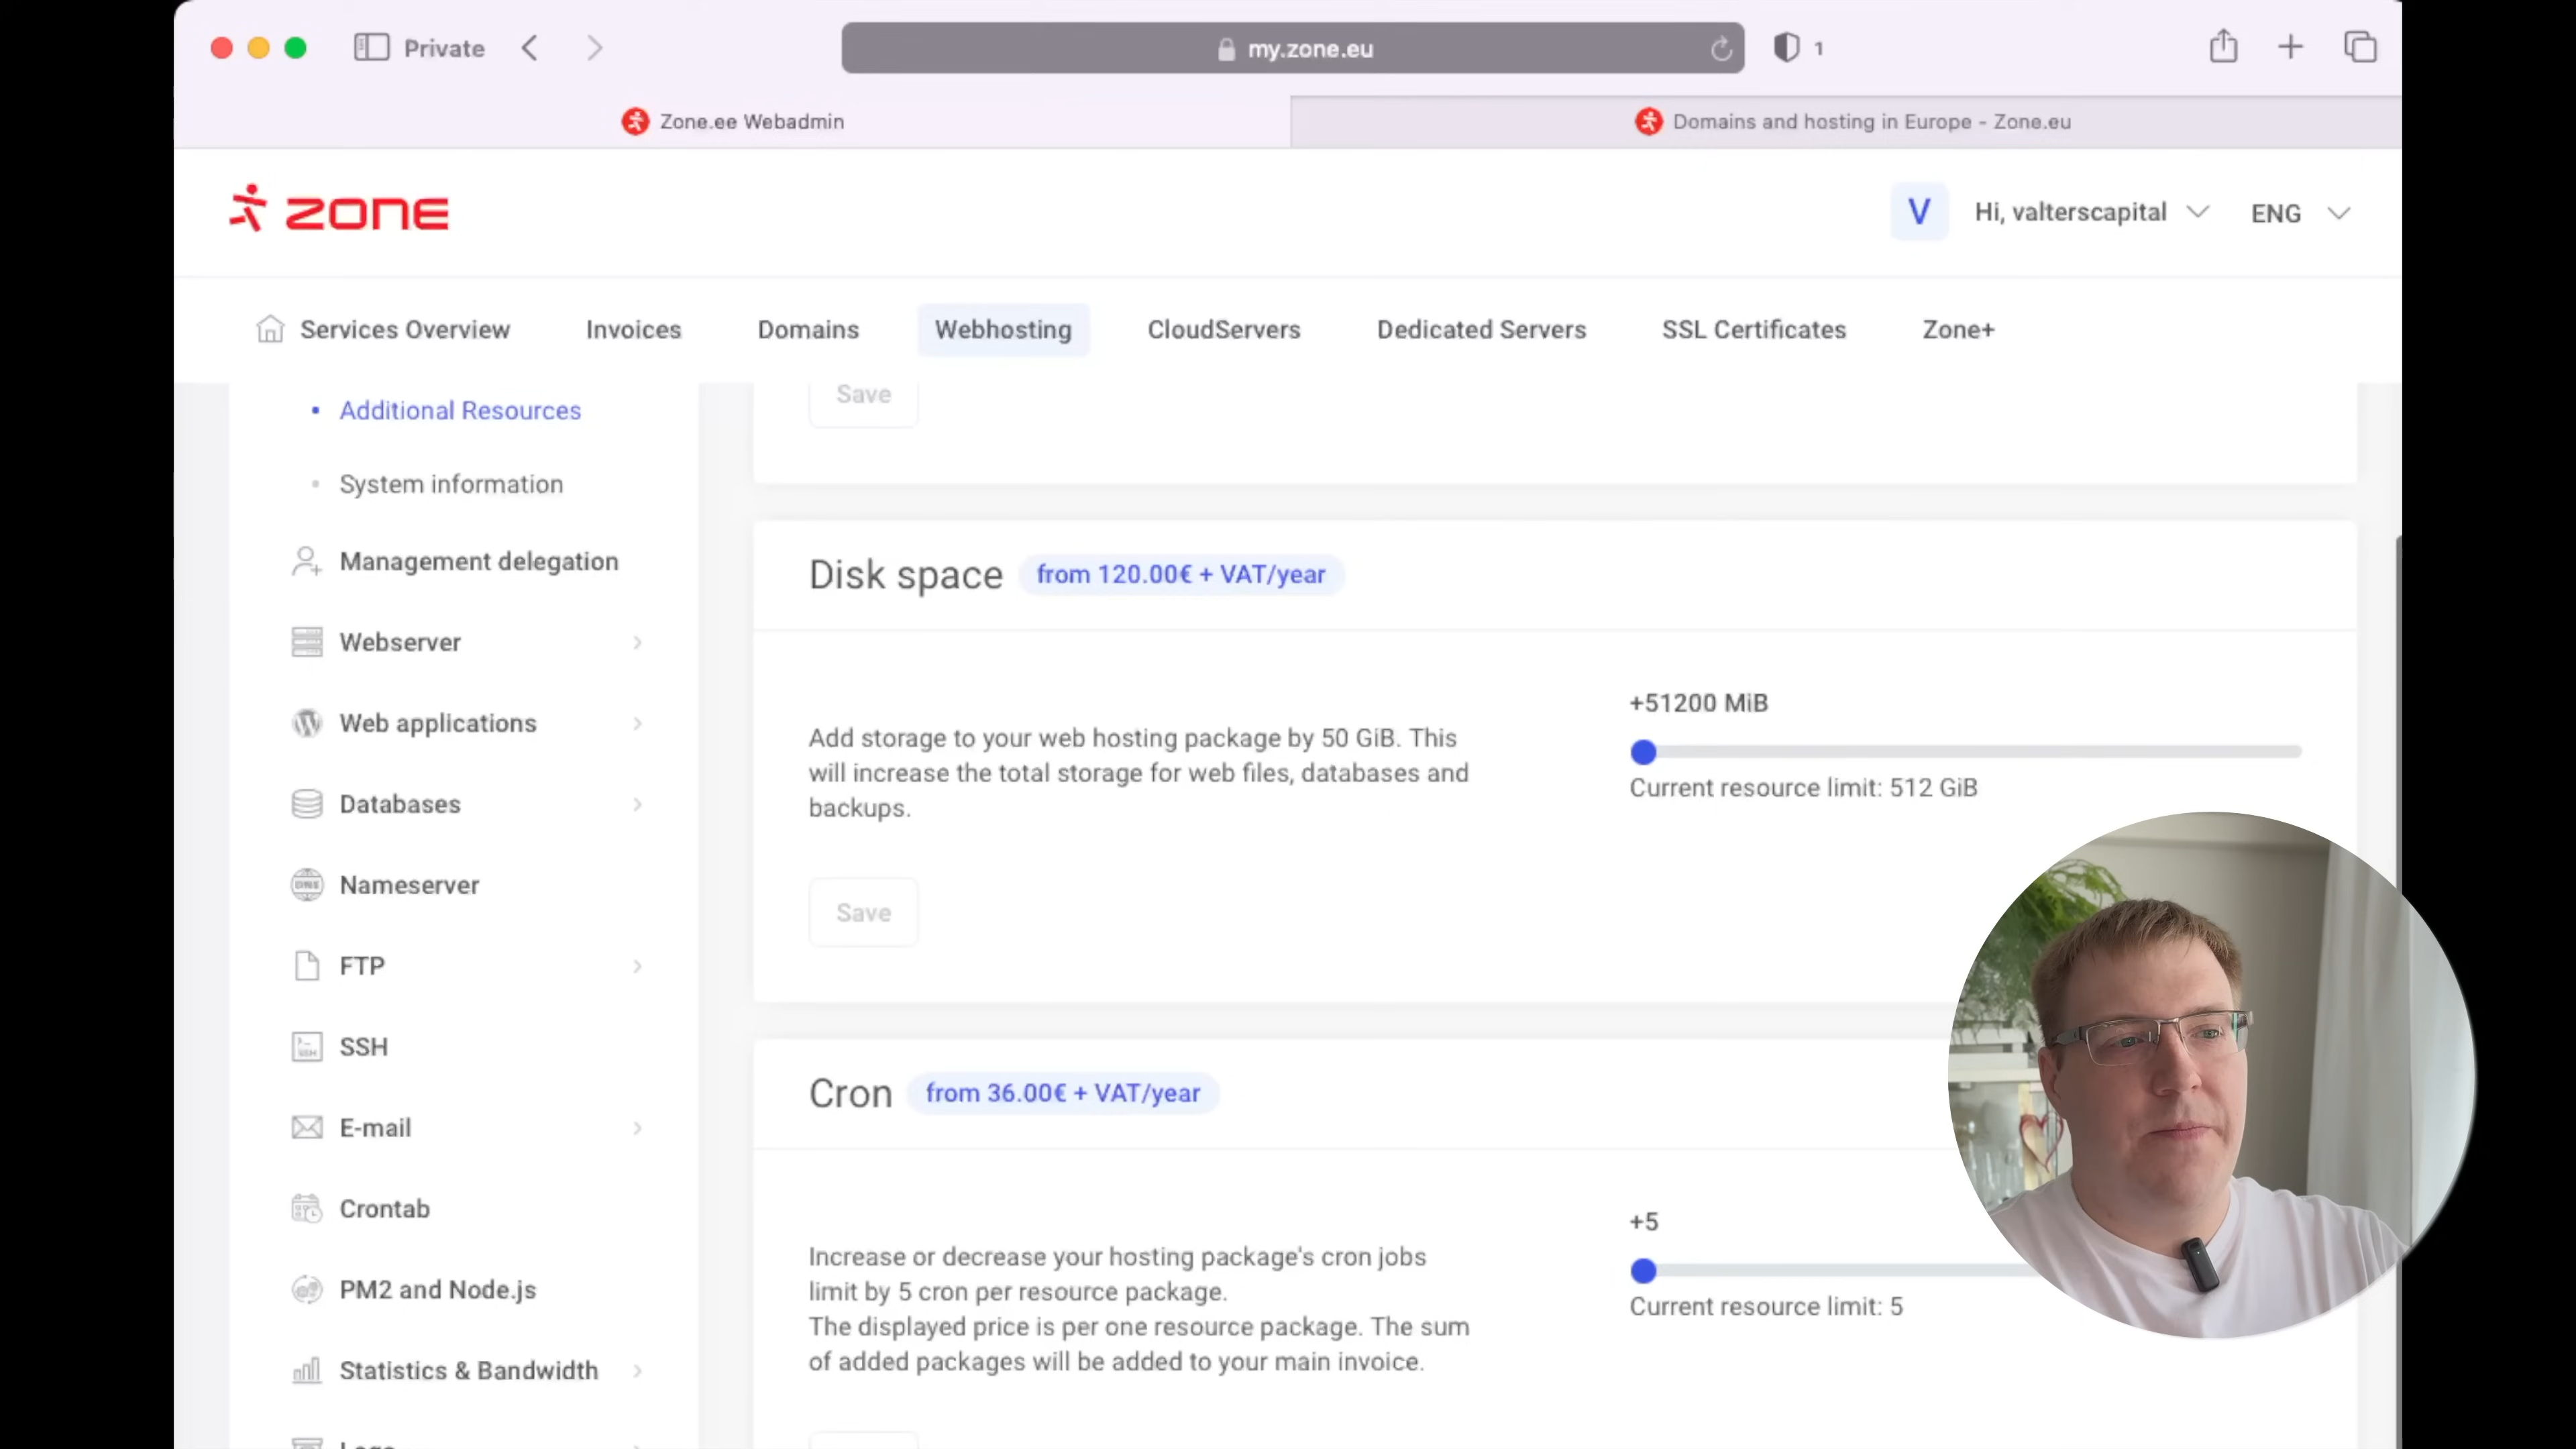 Private
my.zone.eu
1
Zone.ee Webadmin
Domains and hosting in Europe - Zone.eu
ZONE
V
Hi, valterscapital
ENG
Services Overview
Invoices
Domains
Webhosting
CloudServers
Dedicated Servers
SSL Certificates
Zone+
Additional Resources
System information
Management delegation
Webserver
Web applications
Databases
Nameserver
FTP
SSH
E-mail
Crontab
PM2 and Node.js
Statistics & Bandwidth
Save
Disk space
from 120.00€ + VAT/year
Add storage to your web hosting package by 50 GiB. This
will increase the total storage for web files, databases and
backups.
+51200 MiB
Current resource limit: 512 GiB
Save
Cron
from 36.00€ + VAT/year
Increase or decrease your hosting package's cron jobs
limit by 5 cron per resource package.
The displayed price is per one resource package. The sum
of added packages will be added to your main invoice.
+5
Current resource limit: 5